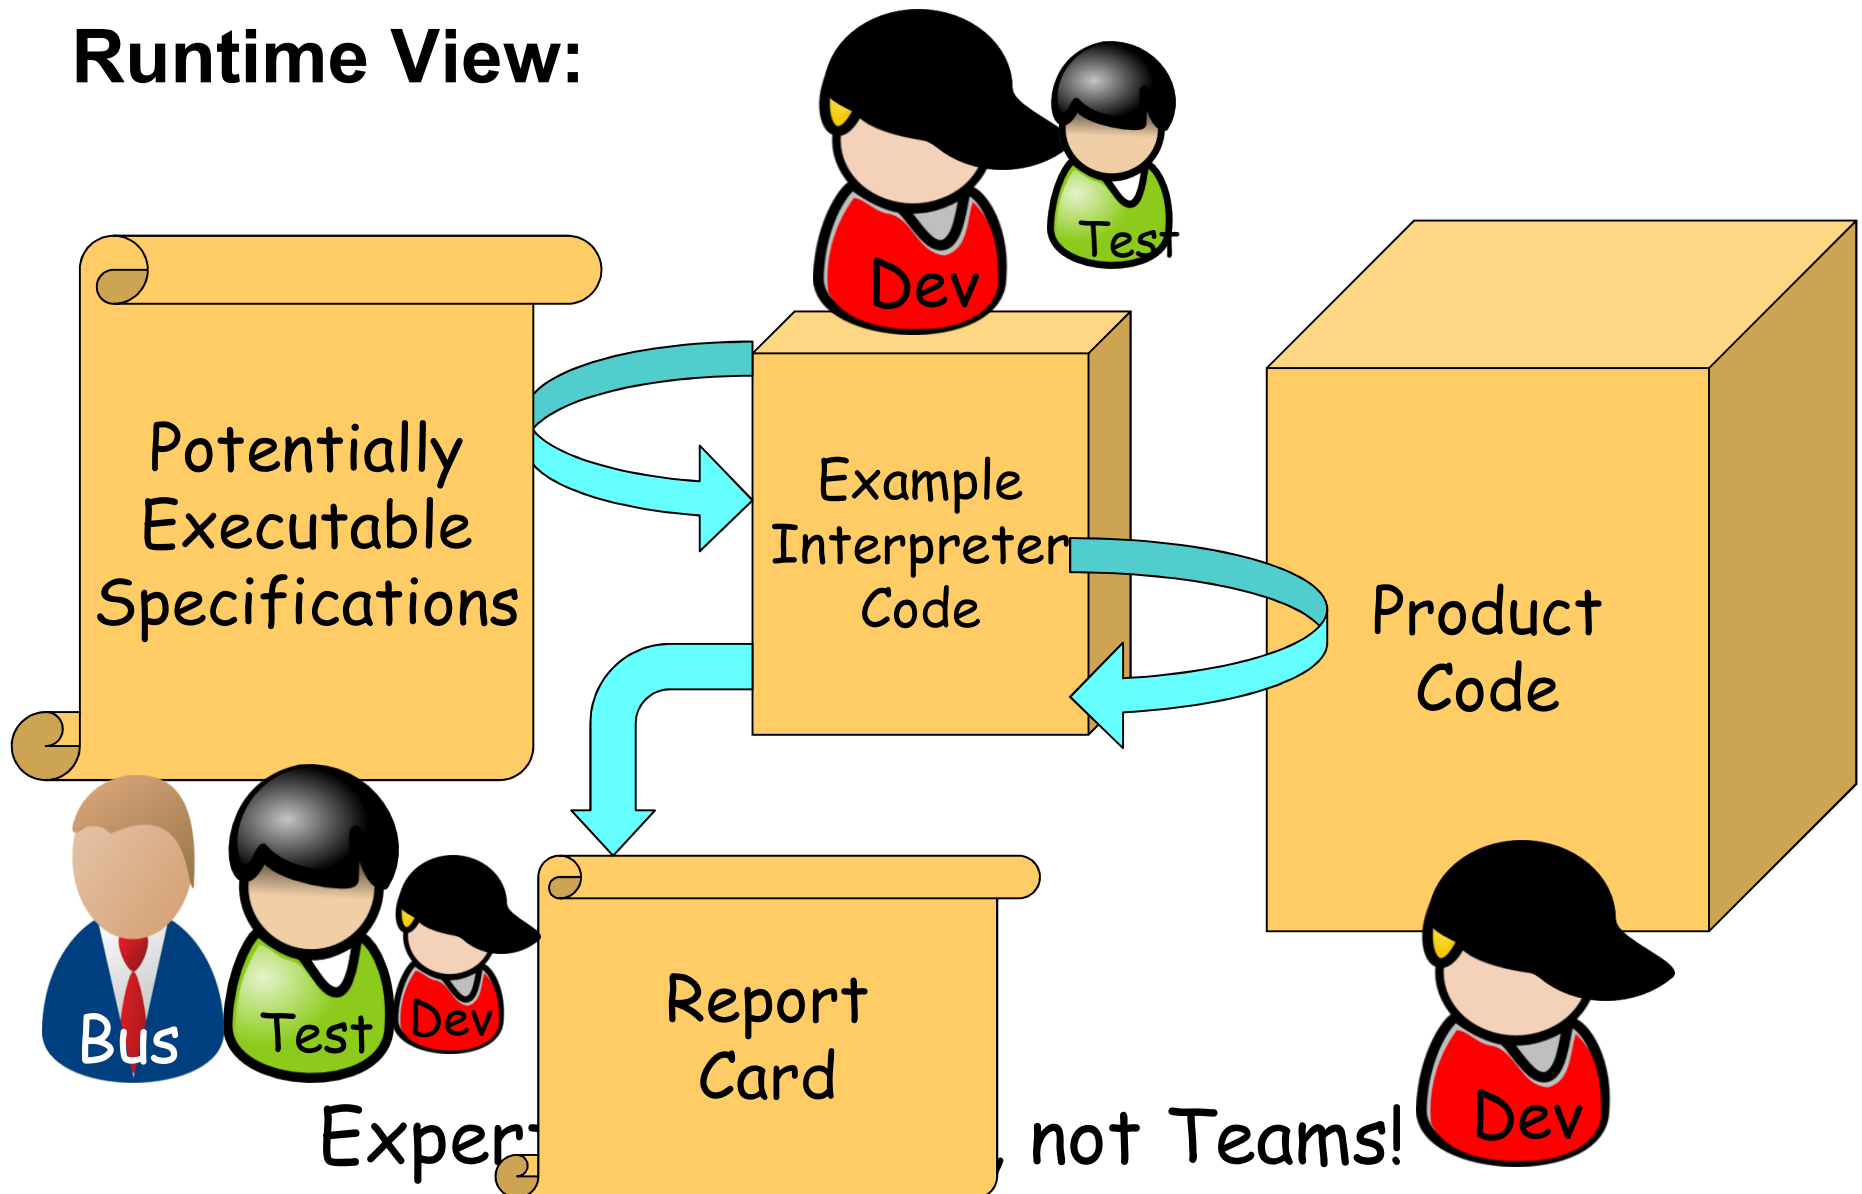 Runtime View:
Dev
Test
Potentially
Executable
Specifications
Example
Interpreter
Code
Product
Code
Bus
Test
Dev
Report
Card
, not Teams!
Dev